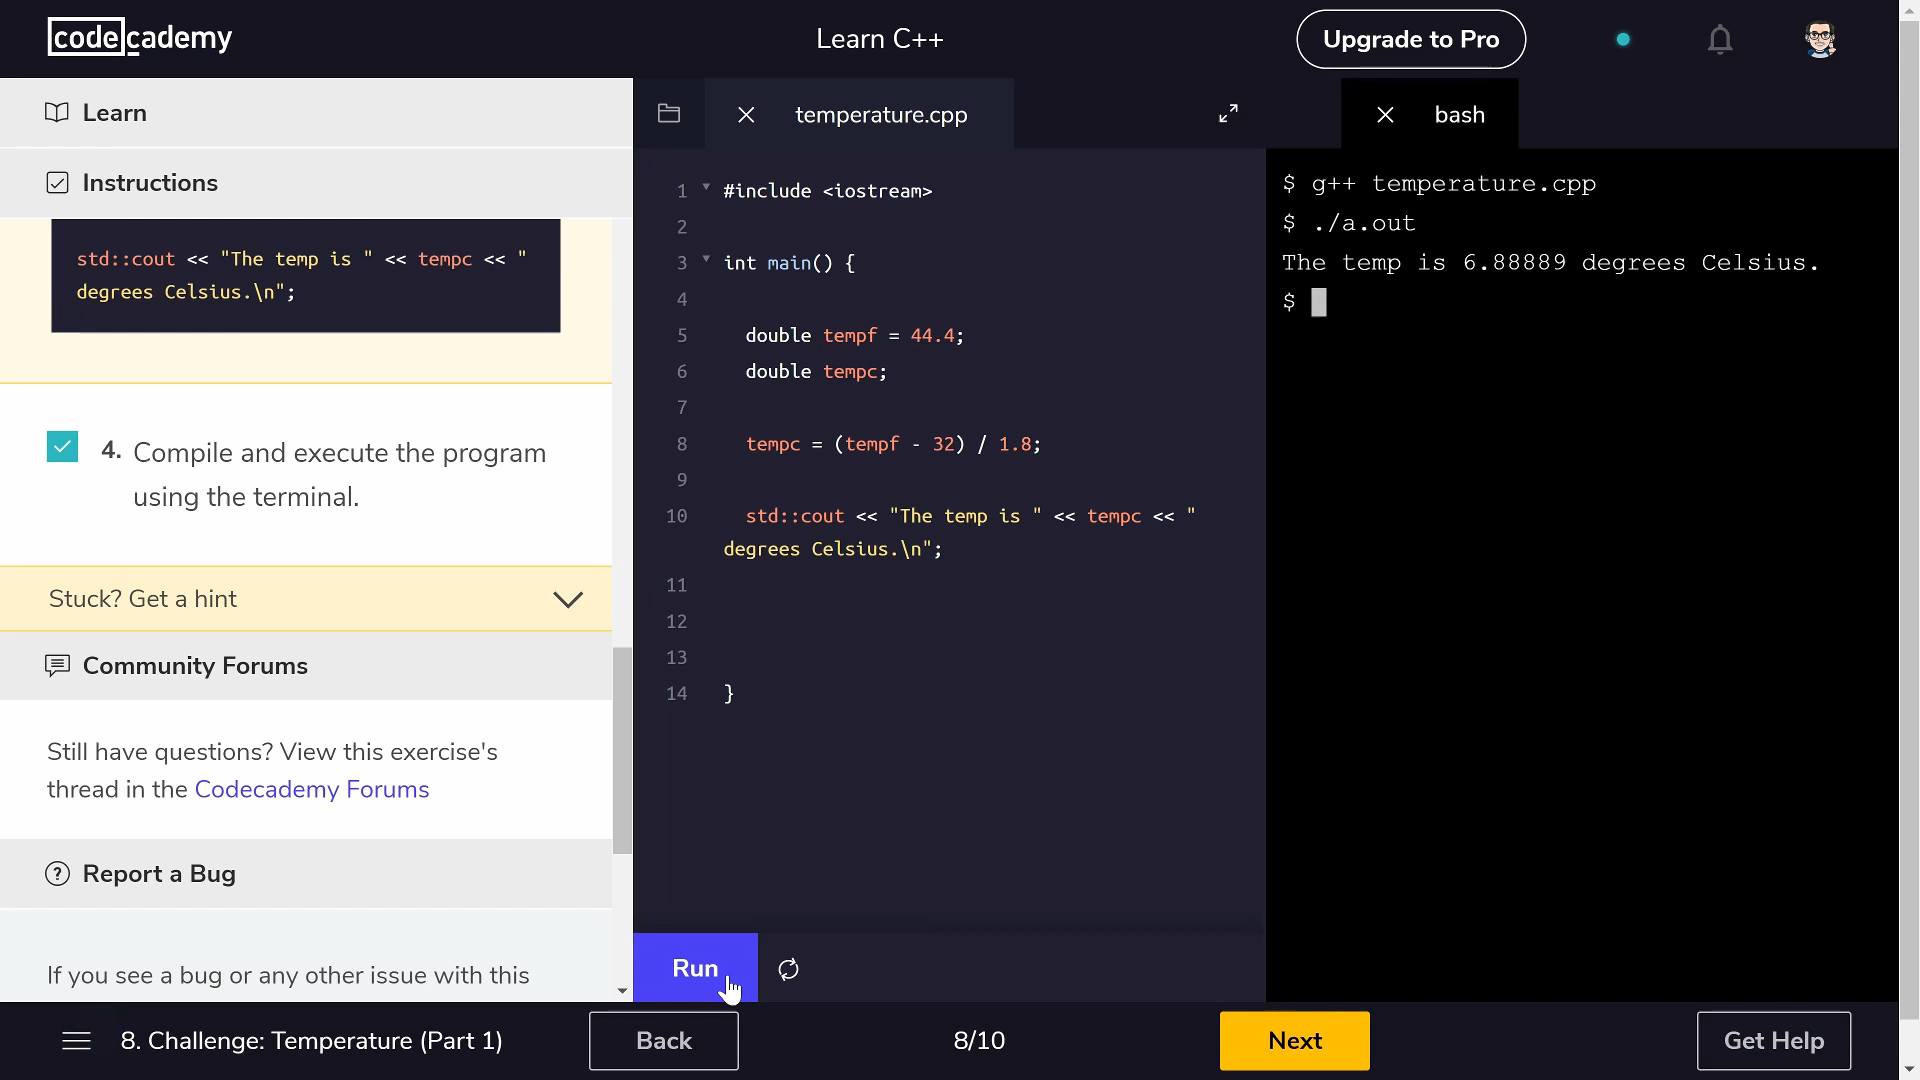 codecademy
Learn C++
Upgrade to Pro
Learn
Instructions
std::cout << "The temp is " << tempc << "
degrees Celsius.\n";
4. Compile and execute the program
using the terminal.
Stuck? Get a hint
Community Forums
Still have questions? View this exercise's
thread in the Codecademy Forums
Report a Bug
If you see a bug or any other issue with this
temperature.cpp
1 #include <iostream>
2
3 int main() {
4
5 double tempf = 44.4;
6 double tempc;
7
8 tempc = (tempf - 32) / 1.8;
9
10 std::cout << "The temp is " << tempc << "
degrees Celsius.\n";
11
12
13
14 }
Run
bash
$ g++ temperature.cpp
$ ./a.out
The temp is 6.88889 degrees Celsius.
$
8. Challenge: Temperature (Part 1)
Back
8/10
Next
Get Help